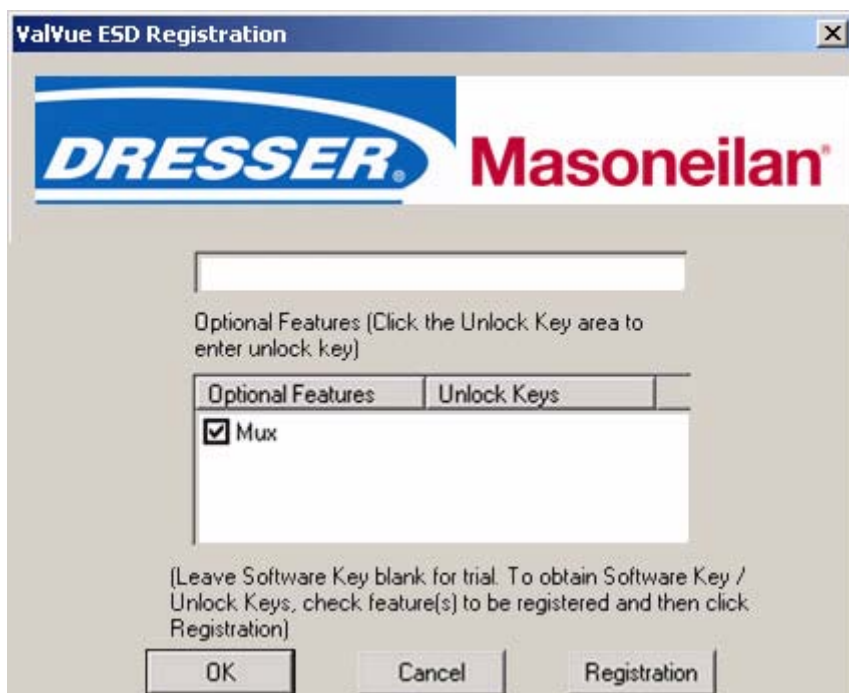 ValVue ESD Registration
DRESSER®
Masoneilan®
Optional Features (Click the Unlock Key area to
enter unlock key)
Optional Features Unlock Keys
Mux
(Leave Software Key blank for trial. To obtain Software Key /
Unlock Keys, check feature(s) to be registered and then click
Registration)
OK Cancel Registration